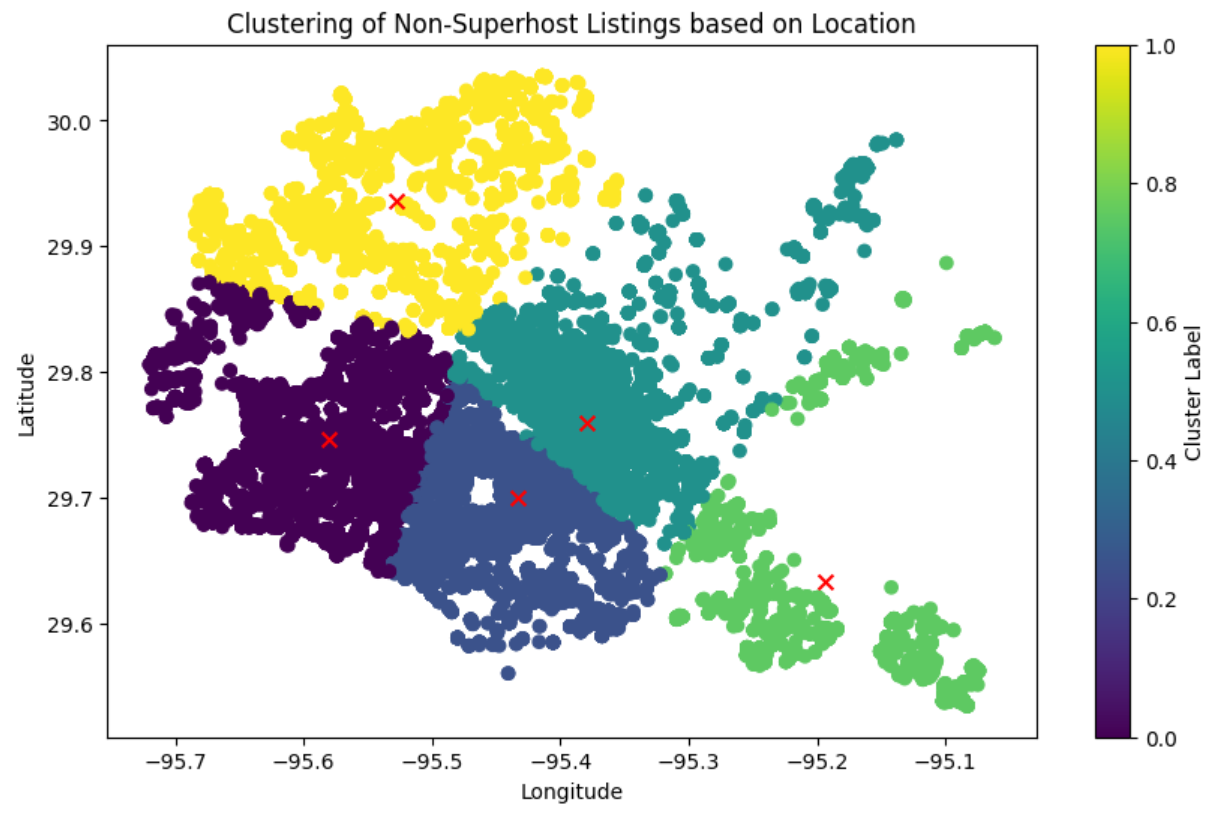 Clustering of Non-Superhost Listings based on Location
30.0
29.9
29.8
29.7
29.6
Latitude
−95.7 −95.6 −95.5 −95.4 −95.3 −95.2 −95.1
Longitude
1.0
0.8
0.6
0.4
0.2
0.0
Cluster Label